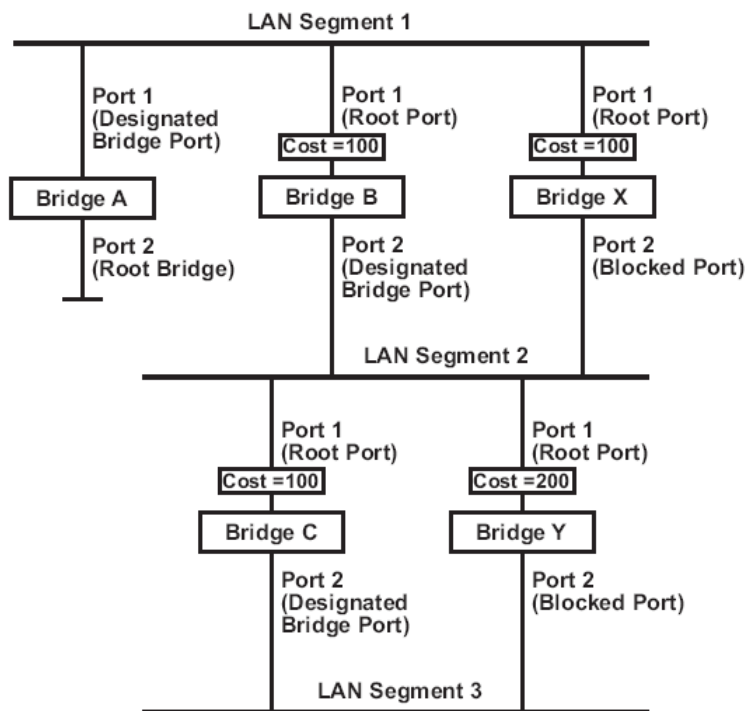 LAN Segment 1
Port 1
(Designated
Bridge Port)
Port 1
(Root Port)
Port 1
(Root Port)
Cost =100
Cost =100
Bridge A
Bridge B
Bridge X
Port 2
(Root Bridge)
Port 2
(Designated
Bridge Port)
Port 2
(Blocked Port)
LAN Segment 2
Port 1
(Root Port)
Port 1
(Root Port)
Cost =100
Cost =200
Bridge C
Bridge Y
Port 2
(Designated
Bridge Port)
Port 2
(Blocked Port)
LAN Segment 3